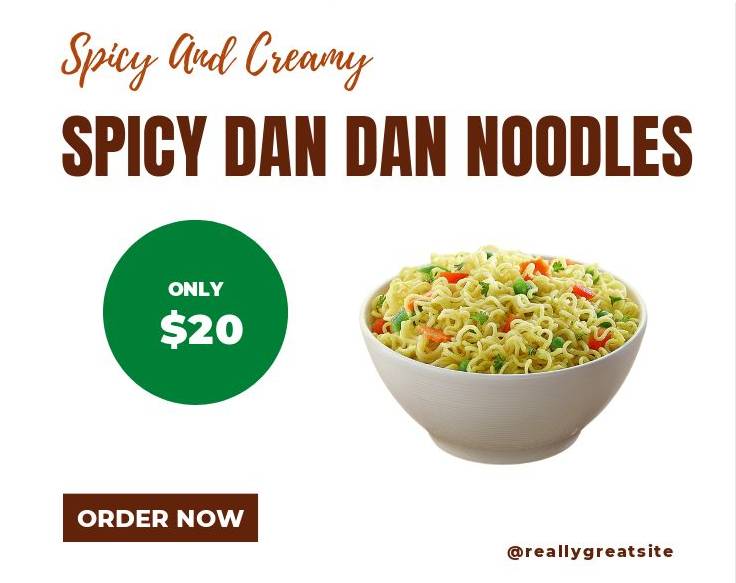 Spicy And Creamy
SPICY DAN DAN NOODLES
ONLY
$20
ORDER NOW
@reallygreatsite